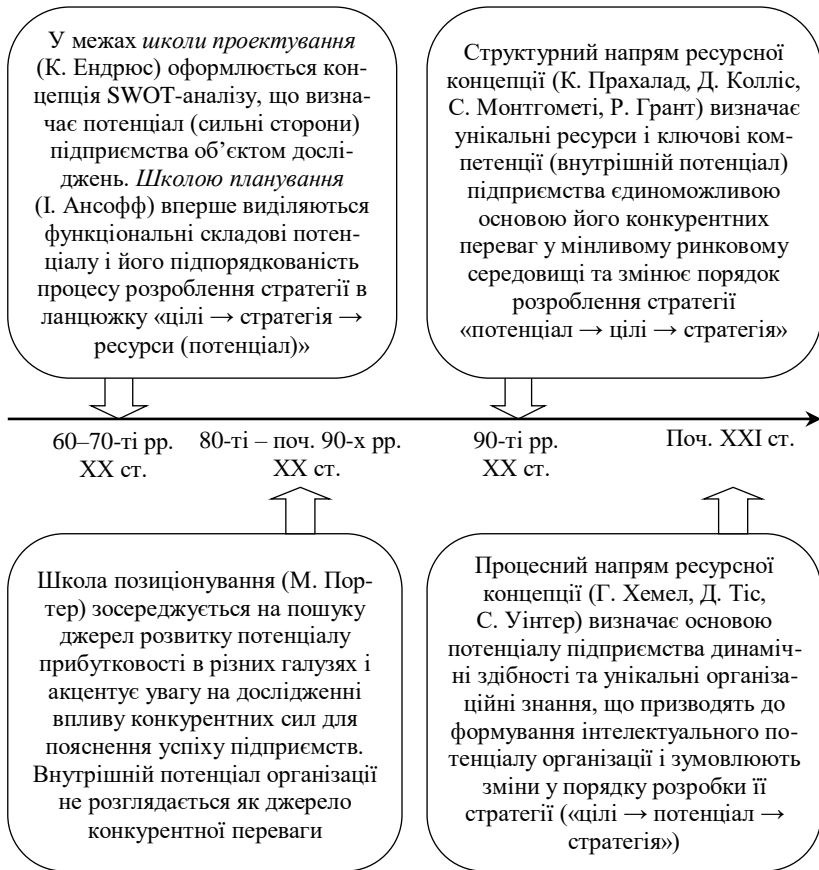 У межах школи проектування
(К. Ендрюс) оформлюється кон-
цепція SWOT-аналізу, що визна-
чає потенціал (сильні сторони)
підприємства об’єктом дослі-
джень. Школою планування
(І. Ансофф) вперше виділяються
функціональні складові потен-
ціалу і його підпорядкованість
процесу розроблення стратегії в
ланцюжку «цілі → стратегія →
ресурси (потенціал)»
Структурний напрям ресурсної
концепції (К. Прахалад, Д. Колліс,
С. Монтгометі, Р. Грант) визначає
унікальні ресурси і ключові ком-
петенції (внутрішній потенціал)
підприємства єдиноможливою
основою його конкурентних
переваг у мінливому ринковому
середовищі та змінює порядок
розроблення стратегії
«потенціал → цілі → стратегія»
60–70-ті рр.
XX ст.
80-ті – поч. 90-х рр.
XX ст.
90-ті рр.
XX ст.
Поч. XXI ст.
Школа позиціонування (М. Пор-
тер) зосереджується на пошуку
джерел розвитку потенціалу
прибутковості в різних галузях і
акцентує увагу на дослідженні
впливу конкурентних сил для
пояснення успіху підприємств.
Внутрішній потенціал організації
не розглядається як джерело
конкурентної переваги
Процесний напрям ресурсної
концепції (Г. Хемел, Д. Тіс,
С. Уінтер) визначає основою
потенціалу підприємства динаміч-
ні здібності та унікальні організа-
ційні знання, що призводять до
формування інтелектуального по-
тенціалу організації і зумовлюють
зміни у порядку розробки її
стратегії («цілі → потенціал →
стратегія»)